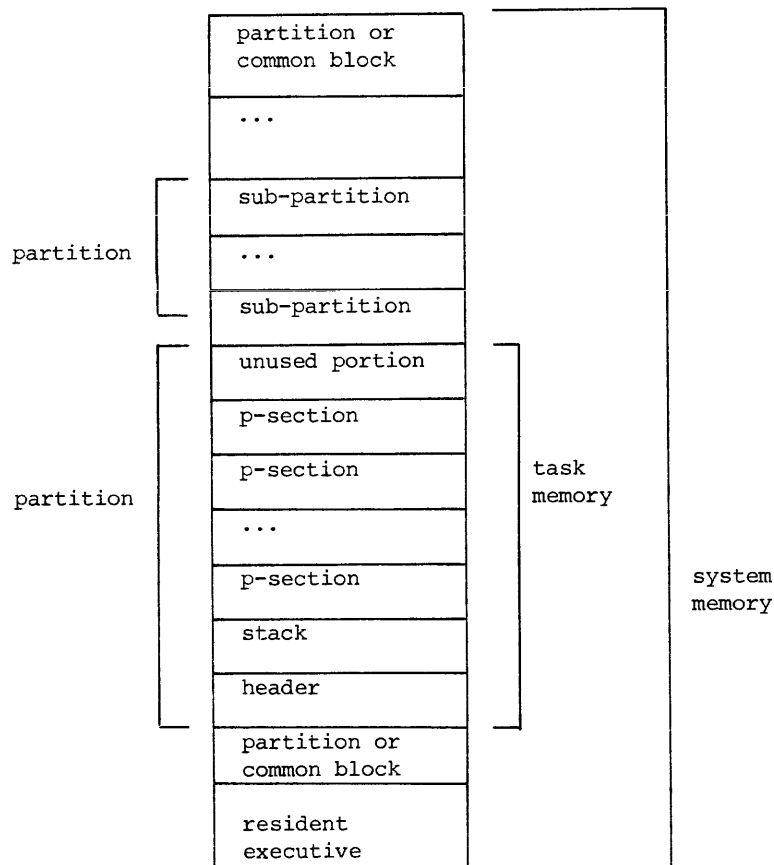 partition or
common block
...
sub-partition
partition
...
sub-partition
unused portion
p-section
p-section
task
memory
partition
...
p-section
system
memory
stack
header
partition or
common block
resident
executive